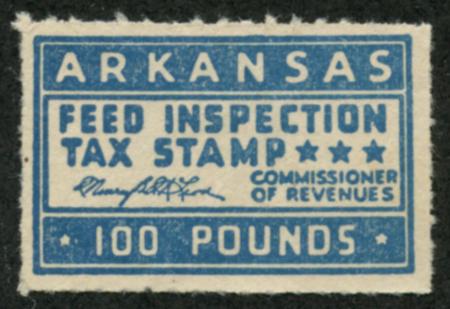 ARKANSAS
FEED INSPECTION
TAX STAMP ★ ★ ★
COMMISSIONER
OF REVENUES
★ 100 POUNDS ★